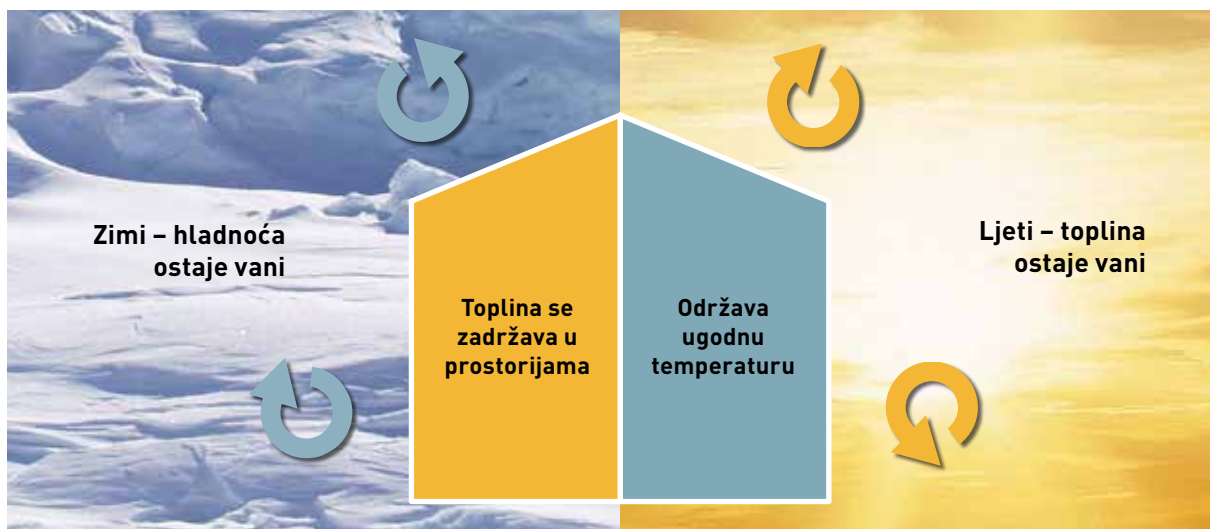 Zimi – hladnoća
ostaje vani
Toplina se
zadržava u
prostorijama
Održava
ugodnu
temperaturu
Ljeti – toplina
ostaje vani